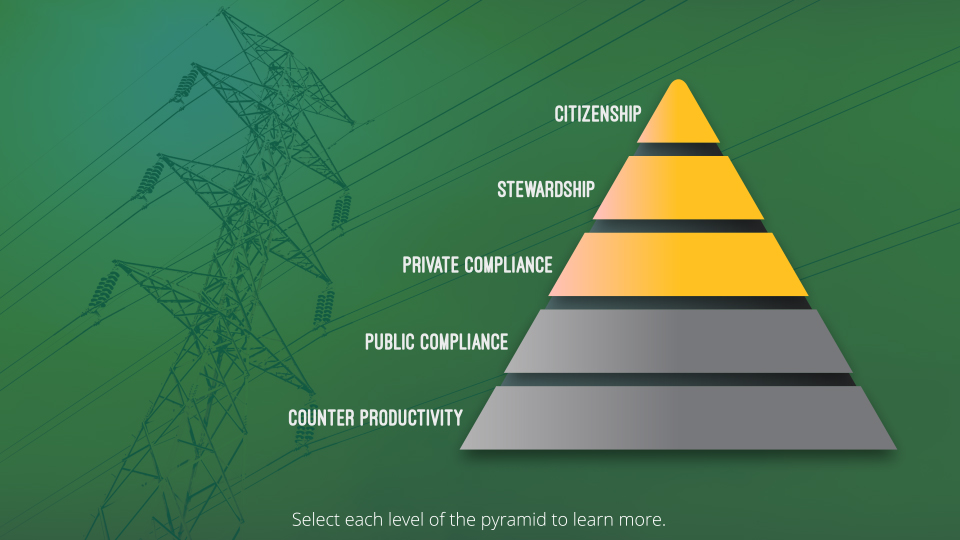 CITIZENSHIP
STEWARDSHIP
PRIVATE COMPLIANCE
PUBLIC COMPLIANCE
COUNTER PRODUCTIVITY
Select each level of the pyramid to learn more.